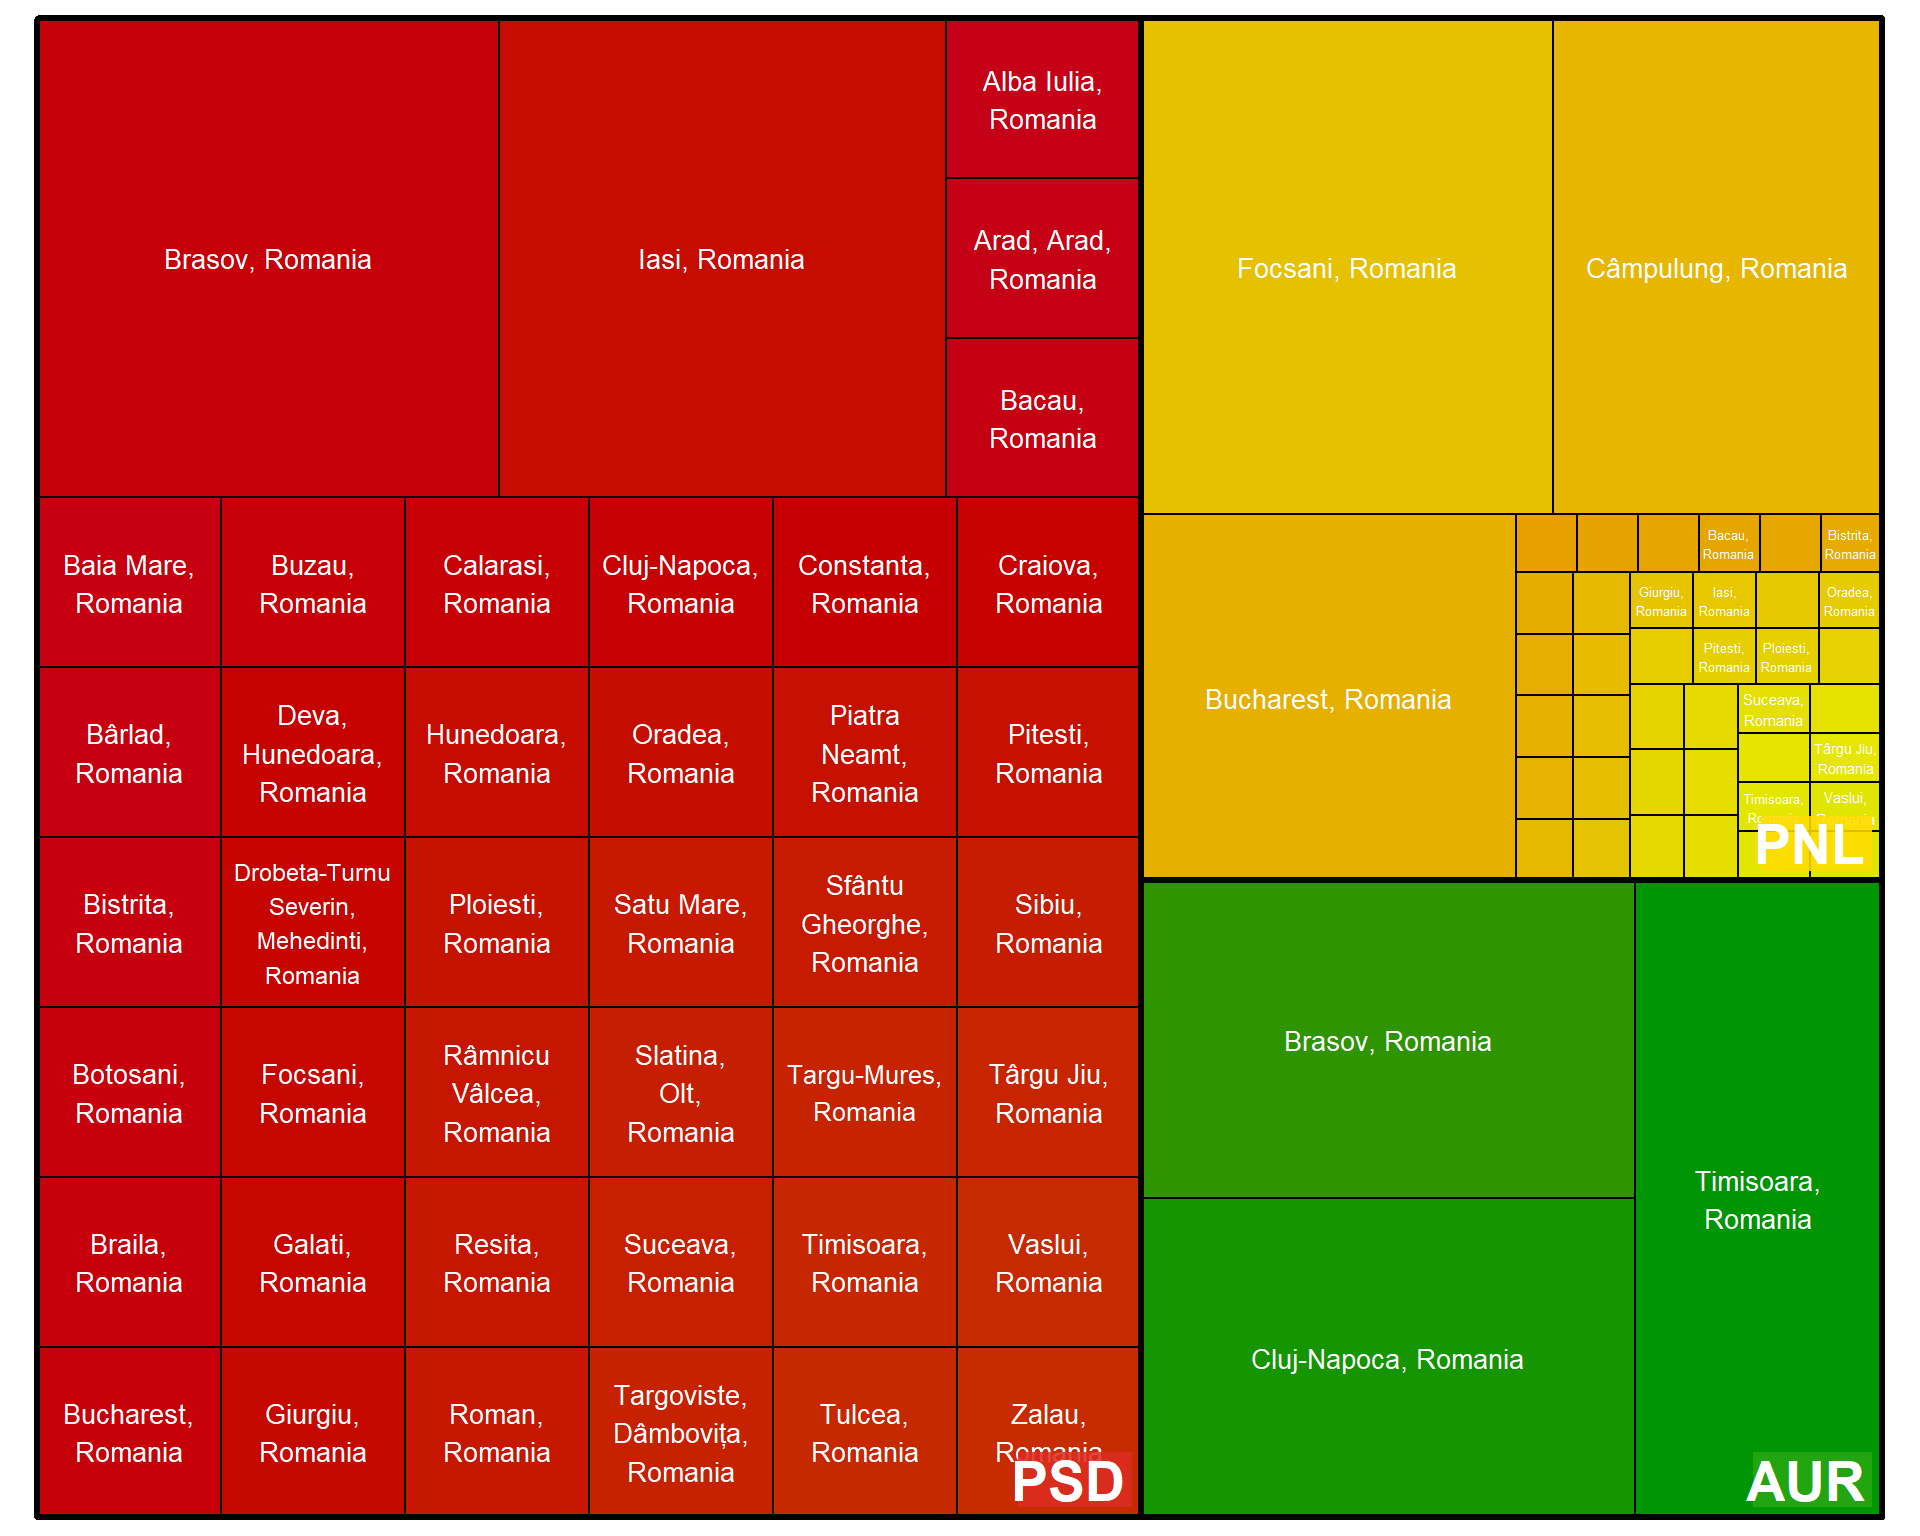 Brasov, Romania
Iasi, Romania
Alba Iulia,
Romania
Arad, Arad,
Romania
Bacau,
Romania
Baia Mare,
Romania
Buzau,
Romania
Calarasi,
Romania
Cluj-Napoca,
Romania
Constanta,
Romania
Craiova,
Romania
Bârlad,
Romania
Deva,
Hunedoara,
Romania
Hunedoara,
Romania
Oradea,
Romania
Piatra
Neamt,
Romania
Pitesti,
Romania
Bistrita,
Romania
Drobeta-Turnu
Severin,
Mehedinti,
Romania
Ploiesti,
Romania
Satu Mare,
Romania
Sfântu
Gheorghe,
Romania
Sibiu,
Romania
Botosani,
Romania
Focsani,
Romania
Râmnicu
Vâlcea,
Romania
Slatina,
Olt,
Romania
Targu-Mures,
Romania
Târgu Jiu,
Romania
Braila,
Romania
Galati,
Romania
Resita,
Romania
Suceava,
Romania
Timisoara,
Romania
Vaslui,
Romania
Bucharest,
Romania
Giurgiu,
Romania
Roman,
Romania
Targoviste,
Dâmbovița,
Romania
Tulcea,
Romania
Zalau,
Romania
PSD
Focsani, Romania
Câmpulung, Romania
Bucharest, Romania
Bacau,
Romania
Bistrita,
Romania
Giurgiu,
Romania
Iasi,
Romania
Oradea,
Romania
Pitesti,
Romania
Ploiesti,
Romania
Suceava,
Romania
Târgu Jiu,
Romania
Timisoara,
Romania
Vaslui,
Romania
PNL
Brasov, Romania
Cluj-Napoca, Romania
Timisoara,
Romania
AUR